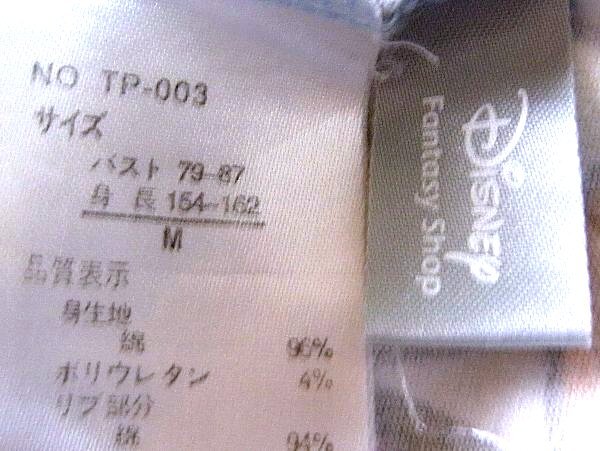 NO TP-003
サイズ
バスト 79-87
身 長 154-162
M
品質表示
身生地
綿 96%
ポリウレタン 4%
リブ部分
綿 94%
Disney
Fantasy Shop